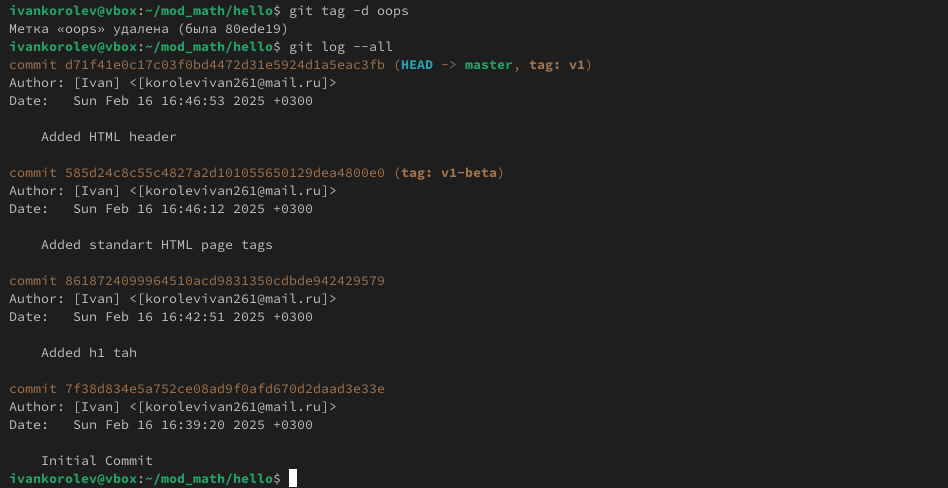 ivankorolev@vbox:~/mod_math/hello$ git tag -d oops
Метка «oops» удалена (была 80ede19)
ivankorolev@vbox:~/mod_math/hello$ git log --all
commit d71f41e0c17c03f0bd4472d31e5924d1a5eac3fb (HEAD -> master, tag: v1)
Author: [Ivan] <[korolevivan261@mail.ru]>
Date:   Sun Feb 16 16:46:53 2025 +0300
    Added HTML header
commit 585d24c8c55c4827a2d101055650129dea4800e0 (tag: v1-beta)
Author: [Ivan] <[korolevivan261@mail.ru]>
Date:   Sun Feb 16 16:46:12 2025 +0300
    Added standart HTML page tags
commit 8618724099964510acd9831350cdbde942429579
Author: [Ivan] <[korolevivan261@mail.ru]>
Date:   Sun Feb 16 16:42:51 2025 +0300
    Added h1 tah
commit 7f38d834e5a752ce08ad9f0afd670d2daad3e33e
Author: [Ivan] <[korolevivan261@mail.ru]>
Date:   Sun Feb 16 16:39:20 2025 +0300
    Initial Commit
ivankorolev@vbox:~/mod_math/hello$